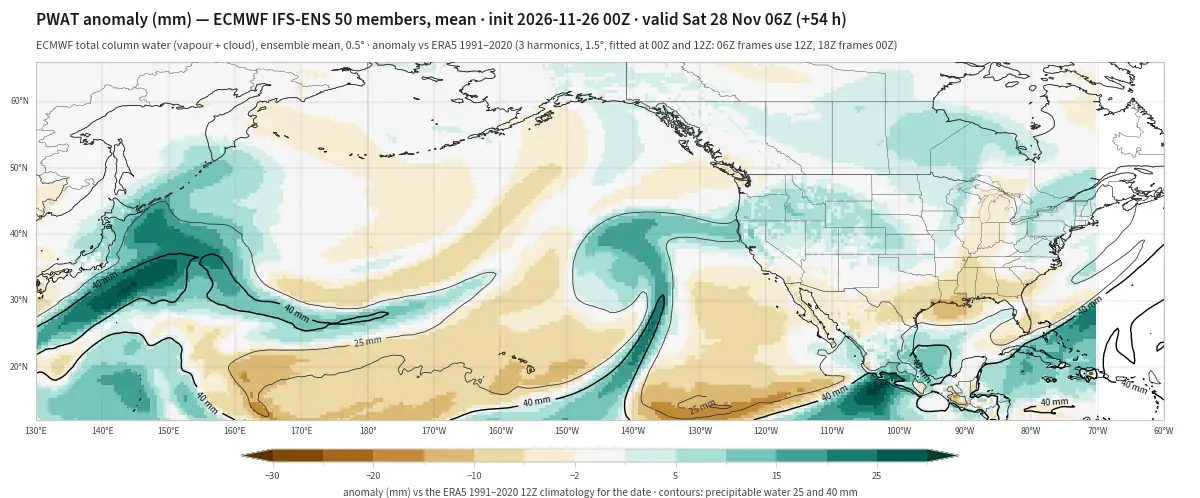 PWAT anomaly (mm) — ECMWF IFS-ENS 50 members, mean · init 2026-11-26 00Z · valid Sat 28 Nov 06Z (+54 h)
ECMWF total column water (vapour + cloud), ensemble mean, 0.5° · anomaly vs ERA5 1991–2020 (3 harmonics, 1.5°, fitted at 00Z and 12Z: 06Z frames use 12Z, 18Z frames 00Z)
60°N
50°N
40°N
30°N
20°N
40 mm
40 mm
40 mm
25 mm
40 mm
25 mm
40 mm
40 mm
40 mm
40 mm
40 mm
130°E 140°E 150°E 160°E 170°E 180° 170°W 160°W 150°W 140°W 130°W 120°W 110°W 100°W 90°W 80°W 70°W 60°W
−30 −20 −10 −2 5 15 25
anomaly (mm) vs the ERA5 1991–2020 12Z climatology for the date · contours: precipitable water 25 and 40 mm